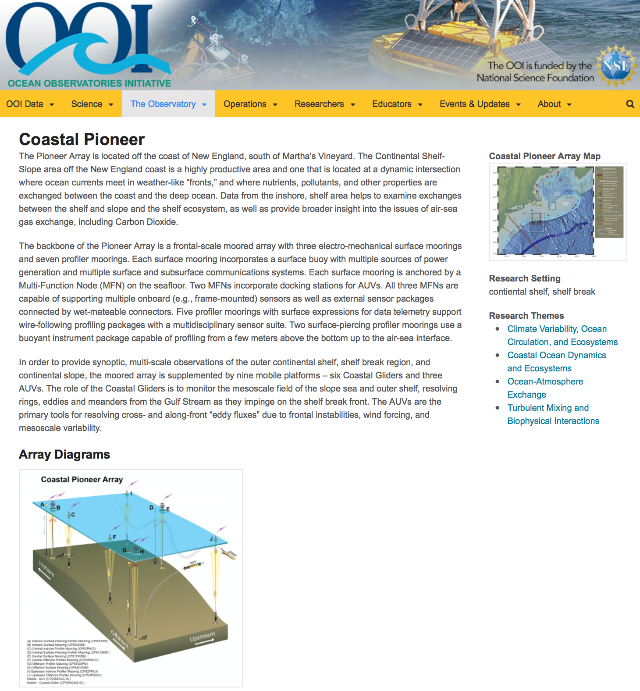 OOI
OCEAN OBSERVATORIES INITIATIVE
The OOI is funded by the
National Science Foundation
NSF
OOI Data Science The Observatory Operations Researchers Educators Events & Updates About
Coastal Pioneer
The Pioneer Array is located off the coast of New England, south of Martha's Vineyard. The Continental Shelf-
Slope area off the New England coast is a highly productive area and one that is located at a dynamic intersection
where ocean currents meet in weather-like "fronts," and where nutrients, pollutants, and other properties are
exchanged between the coast and the deep ocean. Data from the inshore, shelf area helps to examine exchanges
between the shelf and slope and the shelf ecosystem, as well as provide broader insight into the issues of air-sea
gas exchange, including Carbon Dioxide.
The backbone of the Pioneer Array is a frontal-scale moored array with three electro-mechanical surface moorings
and seven profiler moorings. Each surface mooring incorporates a surface buoy with multiple sources of power
generation and multiple surface and subsurface communications systems. Each surface mooring is anchored by a
Multi-Function Node (MFN) on the seafloor. Two MFNs incorporate docking stations for AUVs. All three MFNs are
capable of supporting multiple onboard (e.g., frame-mounted) sensors as well as external sensor packages
connected by wet-mateable connectors. Five profiler moorings with surface expressions for data telemetry support
wire-following profiling packages with a multidisciplinary sensor suite. Two surface-piercing profiler moorings use a
buoyant instrument package capable of profiling from a few meters above the bottom up to the air-sea interface.
In order to provide synoptic, multi-scale observations of the outer continental shelf, shelf break region, and
continental slope, the moored array is supplemented by nine mobile platforms – six Coastal Gliders and three
AUVs. The role of the Coastal Gliders is to monitor the mesoscale field of the slope sea and outer shelf, resolving
rings, eddies and meanders from the Gulf Stream as they impinge on the shelf break front. The AUVs are the
primary tools for resolving cross- and along-front "eddy fluxes" due to frontal instabilities, wind forcing, and
mesoscale variability.
Coastal Pioneer Array Map
Research Setting
contiental shelf, shelf break
Research Themes
Climate Variability, Ocean
Circulation, and Ecosystems
Coastal Ocean Dynamics
and Ecosystems
Ocean-Atmosphere
Exchange
Turbulent Mixing and
Biophysical Interactions
Array Diagrams
Coastal Pioneer Array
A
B
C
I
D
E
F
G
H
J
Inshore
Offshore
Upstream